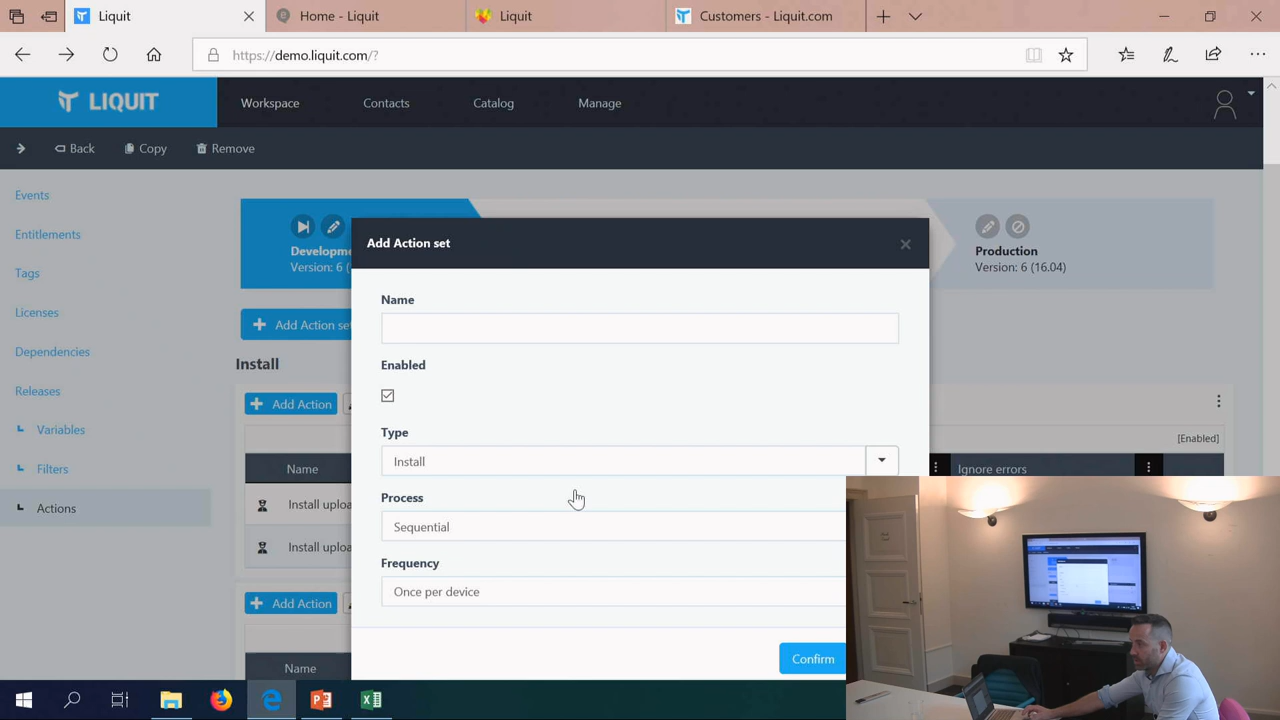 Liquit
Home - Liquit
Liquit
Customers - Liquit.com
https://demo.liquit.com/?
LIQUIT
Workspace
Contacts
Catalog
Manage
Back
Copy
Remove
Events
Entitlements
Tags
Licenses
Dependencies
Releases
Variables
Filters
Actions
Developme
Version: 6 (
Production
Version: 6 (16.04)
Add Action se
Install
Add Action
[Enabled]
Name
Ignore errors
Install uploa
Install uploa
Add Action
Name
Add Action set
Name
Enabled
Type
Install
Process
Sequential
Frequency
Once per device
Confirm